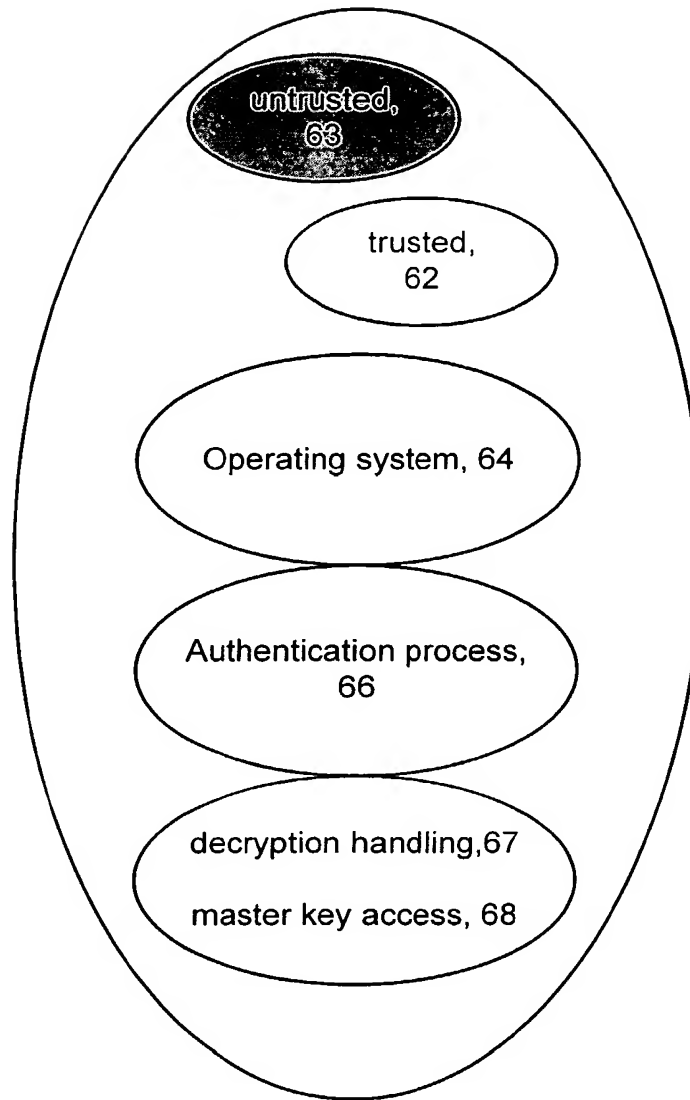 untrusted,
63
trusted,
62
Operating system, 64
Authentication process,
66
decryption handling,67
master key access, 68